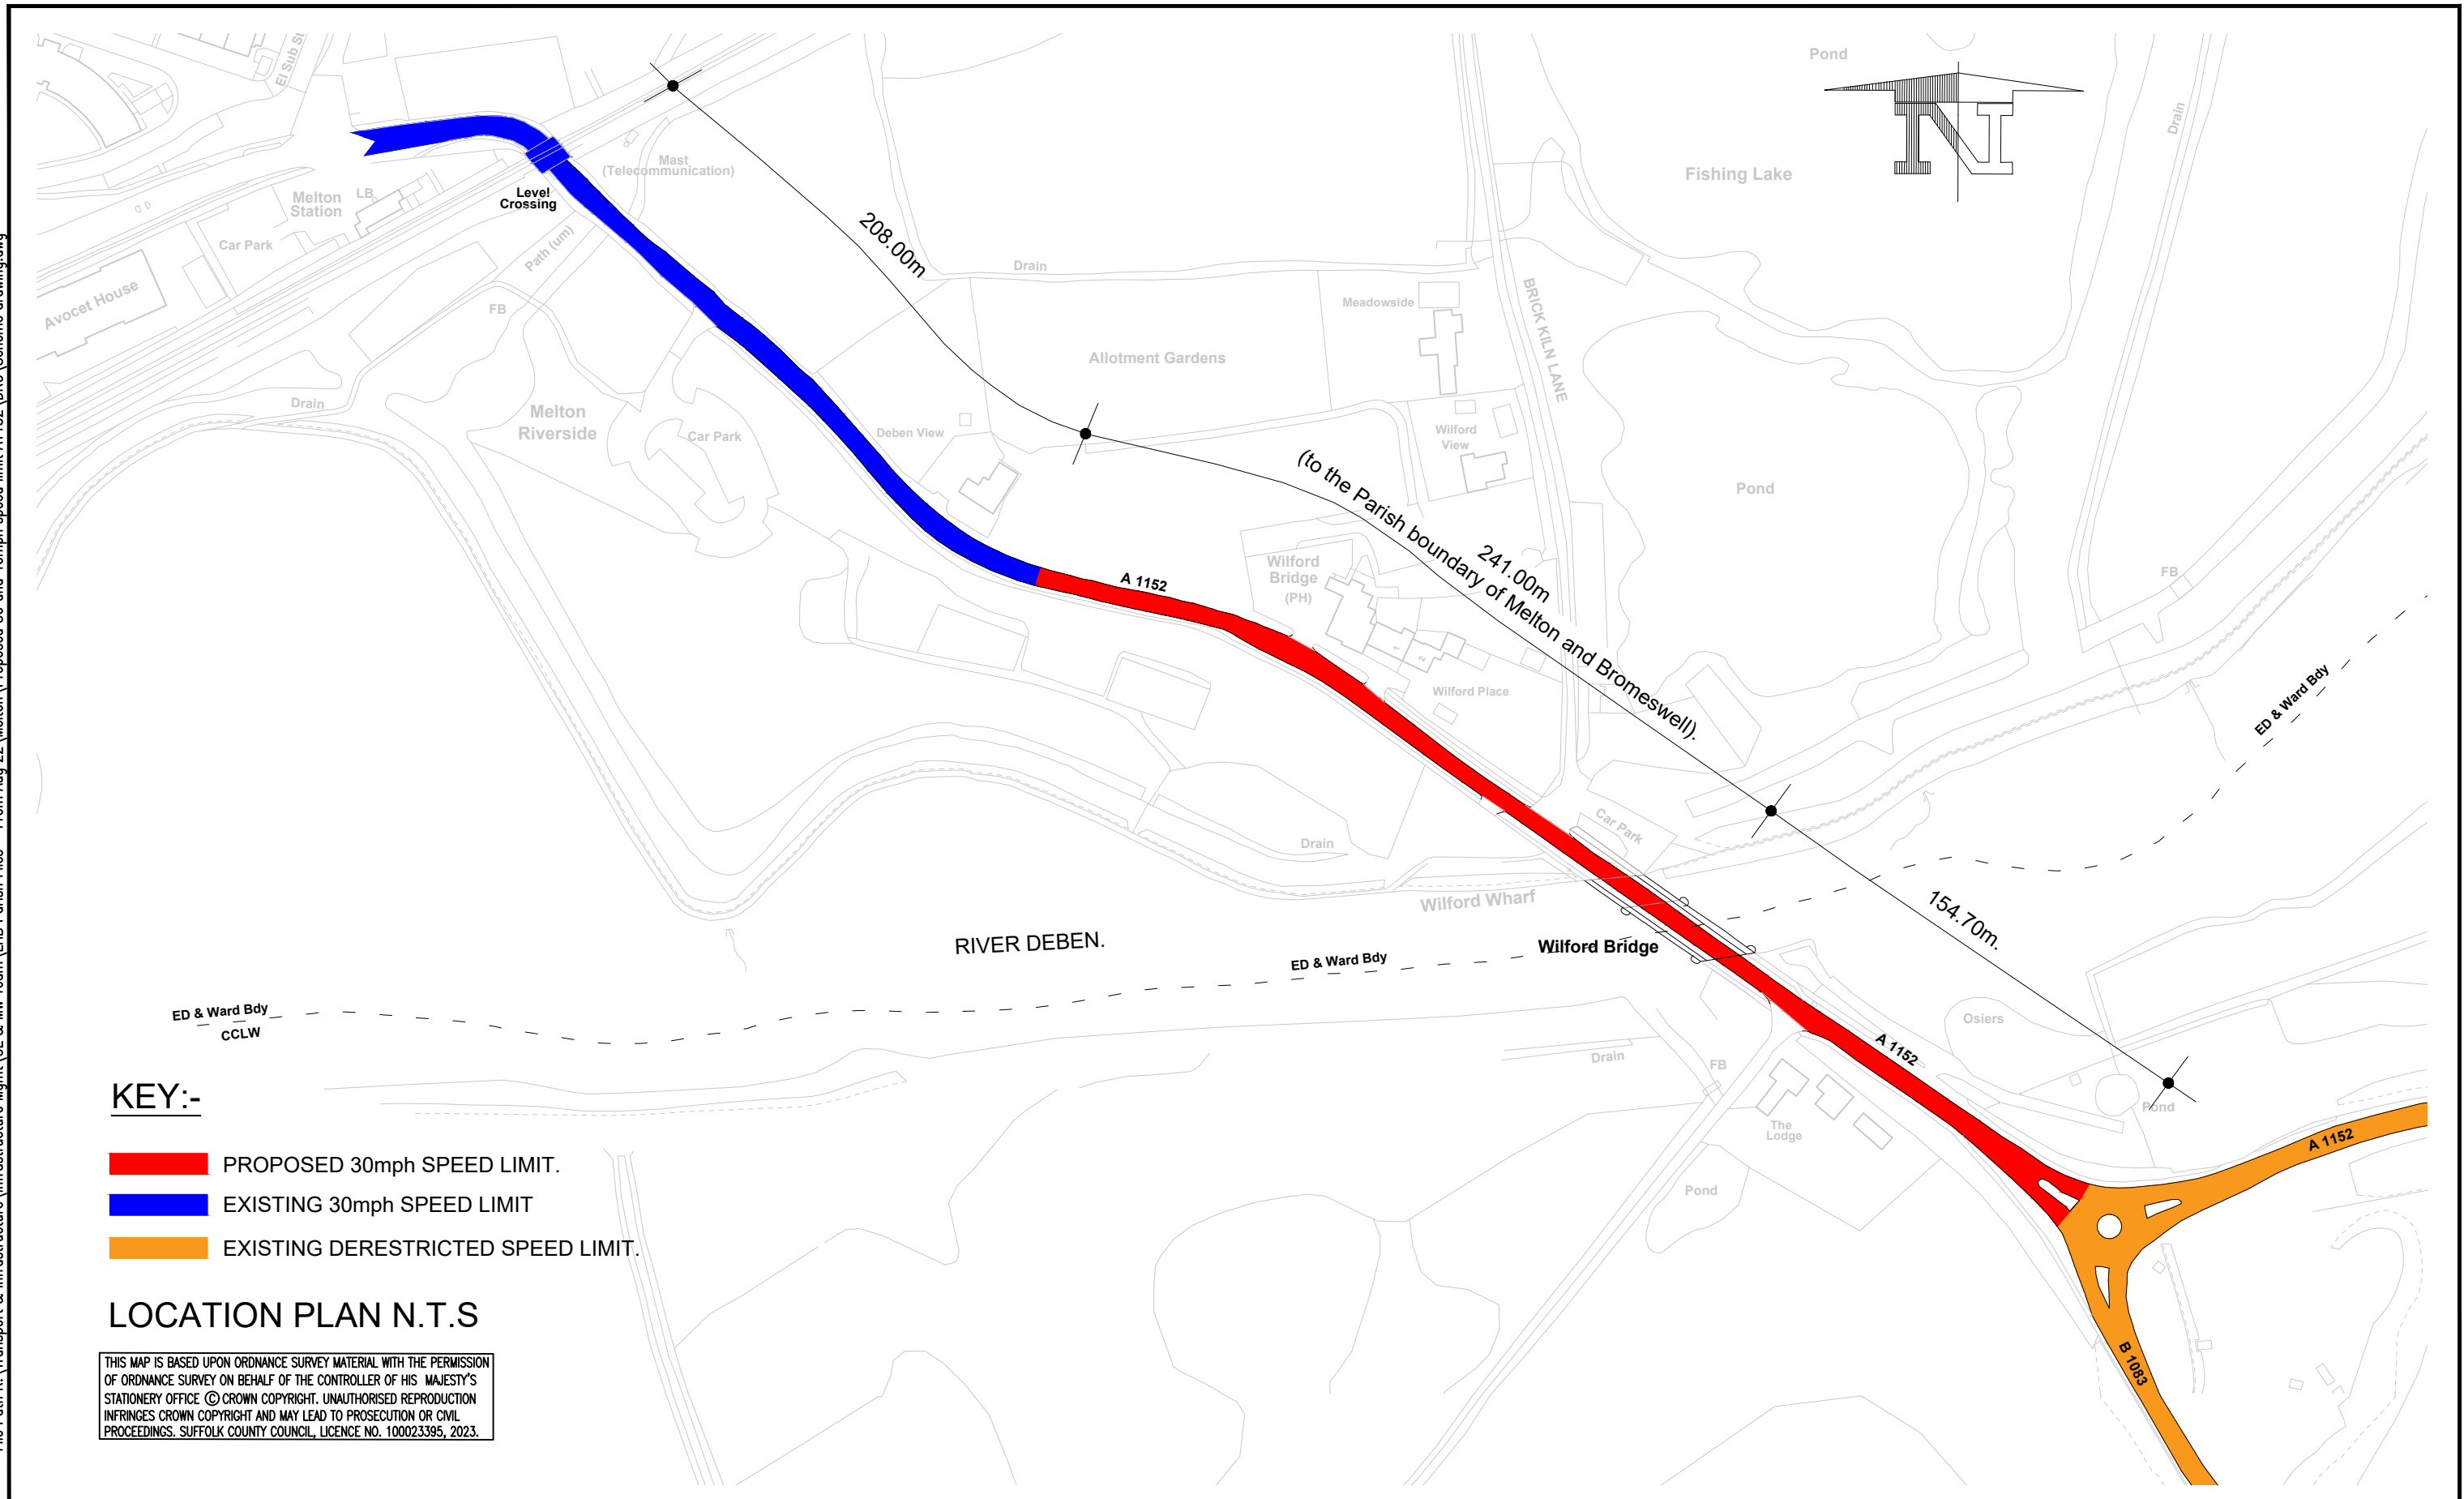 Pond
El Sub St
Drain
Mast
(Telecommunication)
Fishing Lake
Level
Crossing
Melton
Station
LB
Car Park
Path (um)
208.00m
Drain
Avocet House
FB
Meadowside
BRICK KILN LANE
Allotment Gardens
Drain
Melton
Riverside
Car Park
Deben View
Wilford
View
Pond
(to the Parish boundary of Melton and Bromeswell).
241.00m
A 1152
Wilford
Bridge
(PH)
FB
1
2
Wilford Place
ED & Ward Bdy
Car Park
Drain
Wilford Wharf
154.70m.
RIVER DEBEN.
Wilford Bridge
ED & Ward Bdy
ED & Ward Bdy
CCLW
Osiers
A 1152
Drain
FB
The
Lodge
Pond
Pond
A 1152
B 1083
KEY:-
PROPOSED 30mph SPEED LIMIT.
EXISTING 30mph SPEED LIMIT
EXISTING DERESTRICTED SPEED LIMIT.
LOCATION PLAN N.T.S
THIS MAP IS BASED UPON ORDNANCE SURVEY MATERIAL WITH THE PERMISSION
OF ORDNANCE SURVEY ON BEHALF OF THE CONTROLLER OF HIS MAJESTY'S
STATIONERY OFFICE © CROWN COPYRIGHT. UNAUTHORISED REPRODUCTION
INFRINGES CROWN COPYRIGHT AND MAY LEAD TO PROSECUTION OR CIVIL
PROCEEDINGS. SUFFOLK COUNTY COUNCIL, LICENCE NO. 100023395, 2023.
N